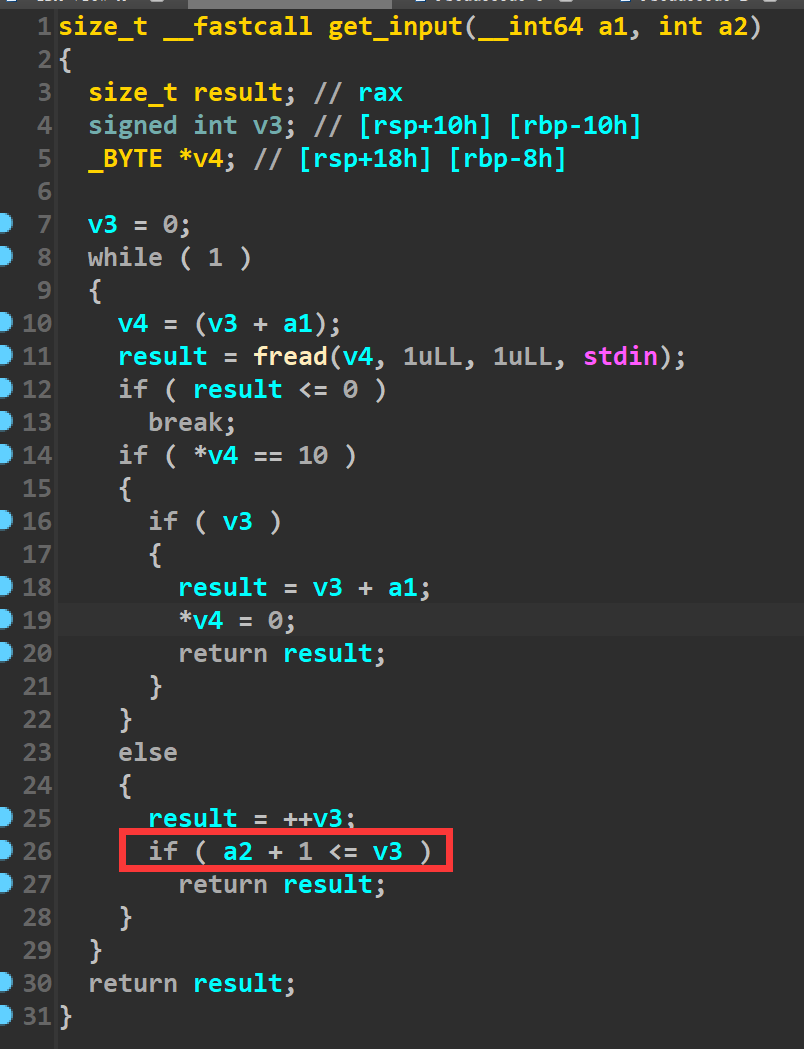 1 size_t __fastcall get_input(__int64 a1, int a2)
2 {
3   size_t result; // rax
4   signed int v3; // [rsp+10h] [rbp-10h]
5   _BYTE *v4; // [rsp+18h] [rbp-8h]
6
7   v3 = 0;
8   while ( 1 )
9   {
10     v4 = (v3 + a1);
11     result = fread(v4, 1uLL, 1uLL, stdin);
12     if ( result <= 0 )
13       break;
14     if ( *v4 == 10 )
15     {
16       if ( v3 )
17       {
18         result = v3 + a1;
19         *v4 = 0;
20         return result;
21       }
22     }
23     else
24     {
25       result = ++v3;
26       if ( a2 + 1 <= v3 )
27         return result;
28     }
29   }
30   return result;
31 }